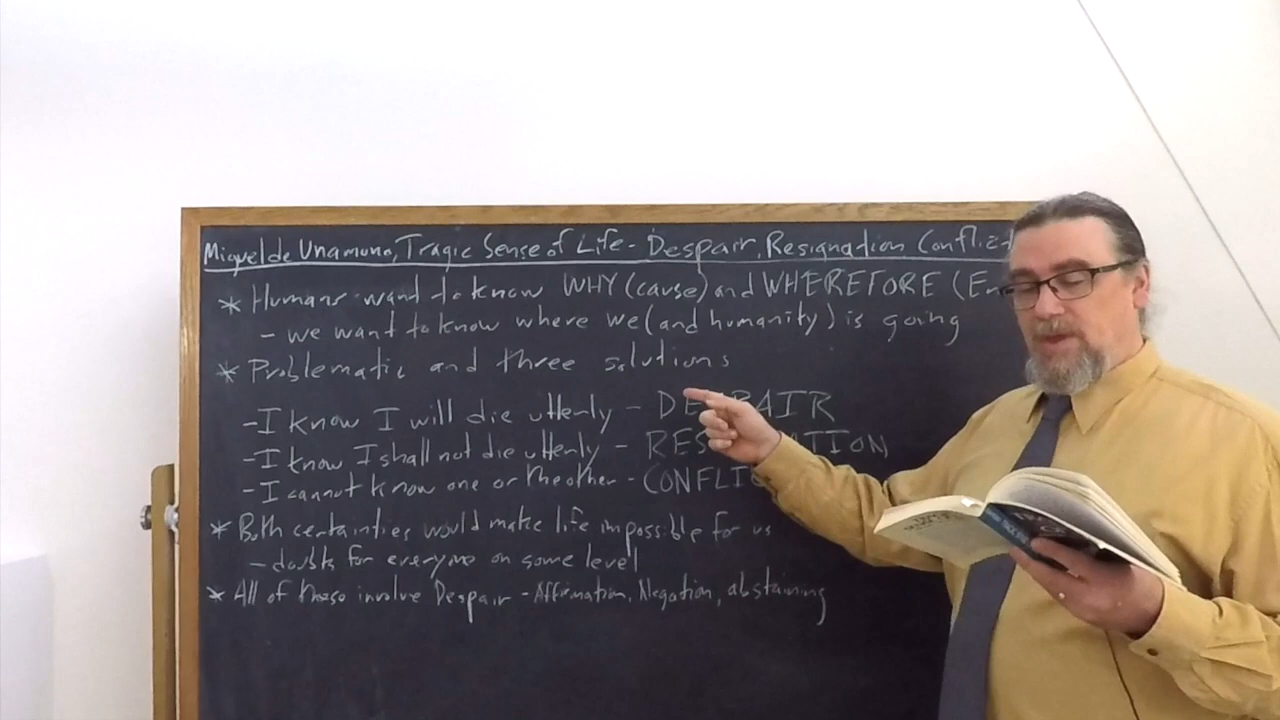 Miguel de Unamuno, Tragic Sense of Life - Despair, Resignation Conflict
* Humans want to know WHY (cause) and WHEREFORE (En
- we want to know where we (and humanity) is going
* Problematic and three solutions
- I know I will die utterly - DESPAIR
- I know I shall not die utterly - RESIGNATION
- I cannot know one or the other - CONFLIC
* Both certainties would make life impossible for us
- doubts for everyone on some level
* All of these involve Despair - Affirmation, Negation, abstaining